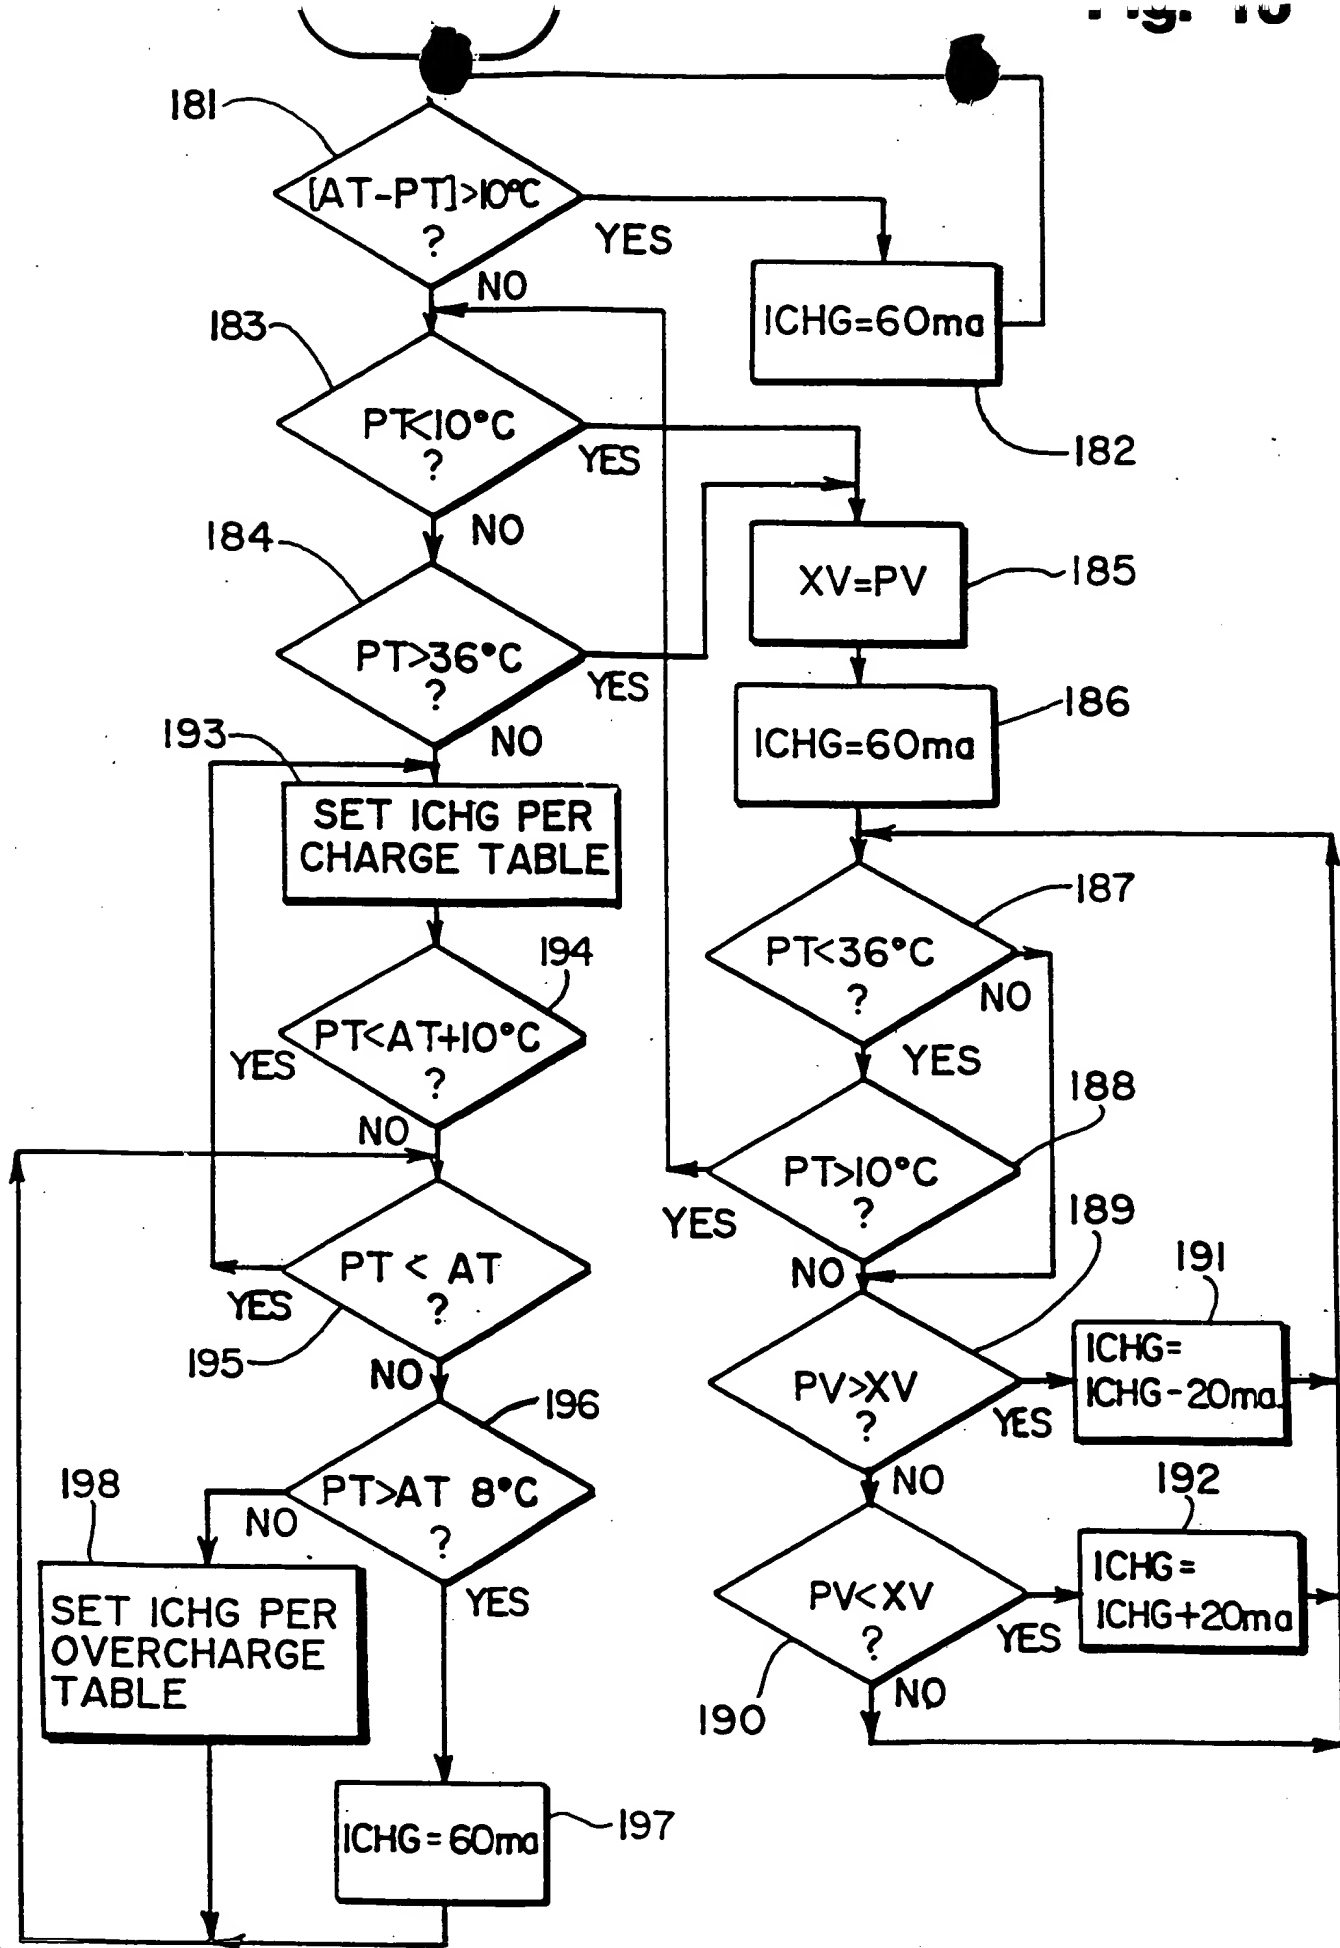 181
[AT-PT]>10°C
?
YES
NO
ICHG=60ma
182
183
PT<10°C
?
YES
NO
184
PT>36°C
?
YES
NO
XV=PV
185
ICHG=60ma
186
193
SET ICHG PER
CHARGE TABLE
194
PT<AT+10°C
?
YES
NO
187
PT<36°C
?
NO
YES
188
PT>10°C
?
YES
NO
195
PT < AT
?
YES
NO
189
PV>XV
?
YES
NO
191
ICHG=
ICHG-20ma
196
PT>AT 8°C
?
NO
YES
198
SET ICHG PER
OVERCHARGE
TABLE
190
PV<XV
?
YES
NO
192
ICHG=
ICHG+20ma
ICHG=60ma
197